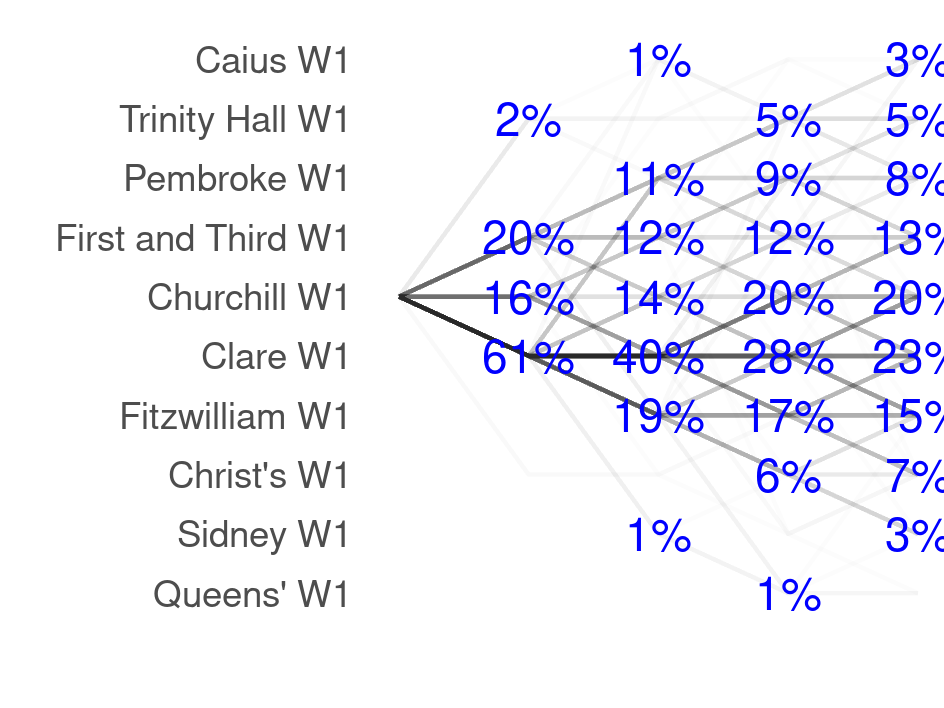 Caius W1 1% 3%
Trinity Hall W1 2% 5% 5%
Pembroke W1 11% 9% 8%
First and Third W1 20% 12% 12% 13%
Churchill W1 16% 14% 20% 20%
Clare W1 61% 40% 28% 23%
Fitzwilliam W1 19% 17% 15%
Christ's W1 6% 7%
Sidney W1 1% 3%
Queens' W1 1%